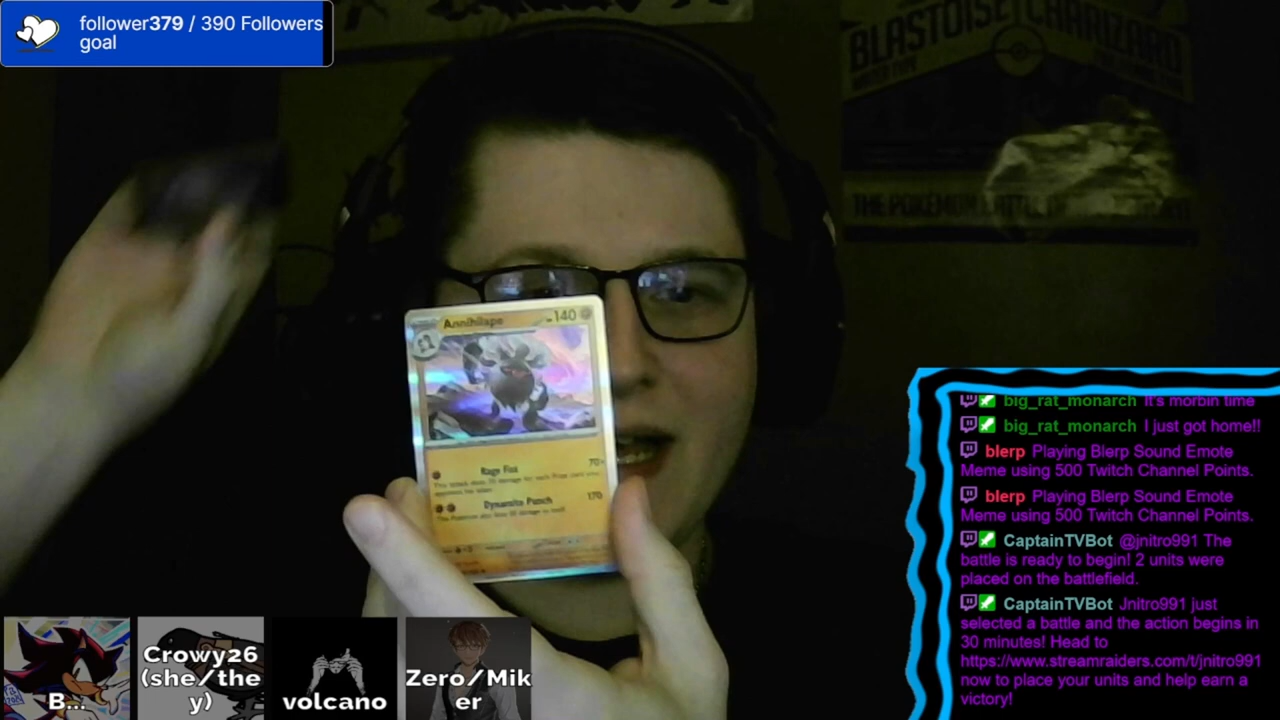 follower379 / 390 Followers
goal
BLASTOISE CHARIZARD
Annihilape
140
Rage Fist
70+
Dynamite Punch
170
big_rat_monarch It's morbin time
big_rat_monarch I just got home!!
blerp Playing Blerp Sound Emote
Meme using 500 Twitch Channel Points.
blerp Playing Blerp Sound Emote
Meme using 500 Twitch Channel Points.
CaptainTVBot @jnitro991 The
battle is ready to begin! 2 units were
placed on the battlefield.
CaptainTVBot Jnitro991 just
selected a battle and the action begins in
30 minutes! Head to
https://www.streamraiders.com/t/jnitro991
now to place your units and help earn a
victory!
B...
Crowy26
(she/the
y)
volcano
Zero/Mik
er